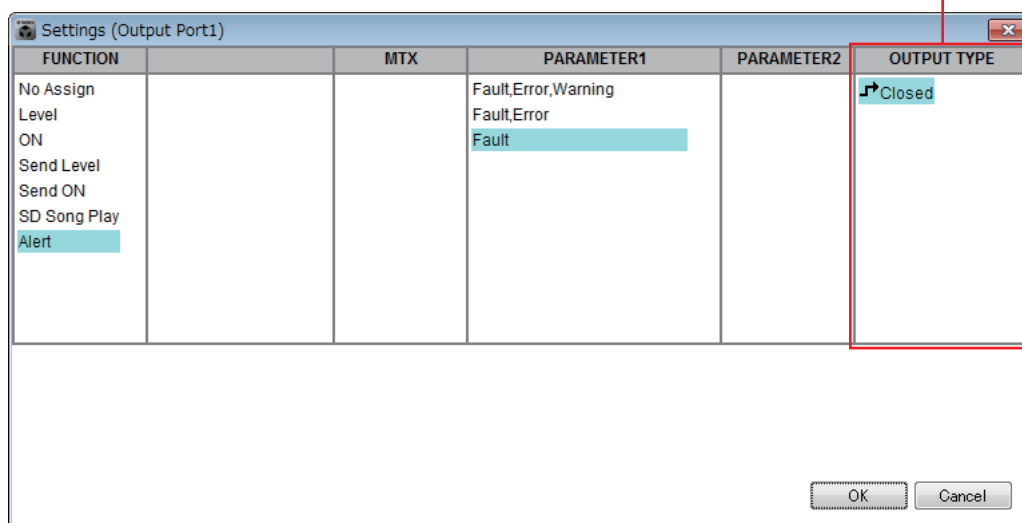 Settings (Output Port1)
FUNCTION MTX PARAMETER1 PARAMETER2 OUTPUT TYPE
No Assign Fault,Error,Warning Closed
Level Fault,Error
ON Fault
Send Level
Send ON
SD Song Play
Alert
OK Cancel